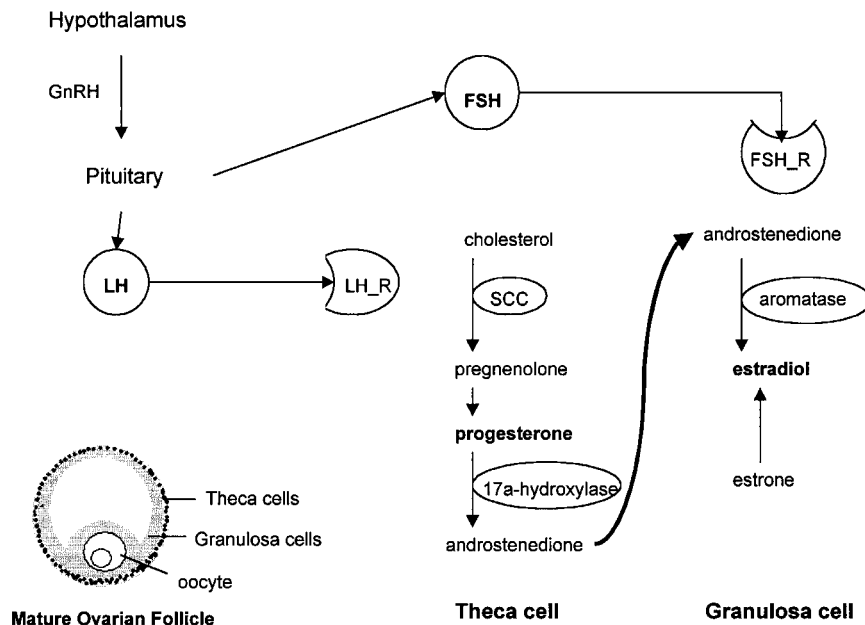 Hypothalamus
GnRH
FSH
FSH_R
Pituitary
LH
LH_R
cholesterol
androstenedione
SCC
aromatase
pregnenolone
estradiol
progesterone
17a-hydroxylase
estrone
androstenedione
Theca cells
Granulosa cells
oocyte
Mature Ovarian Follicle
Theca cell
Granulosa cell